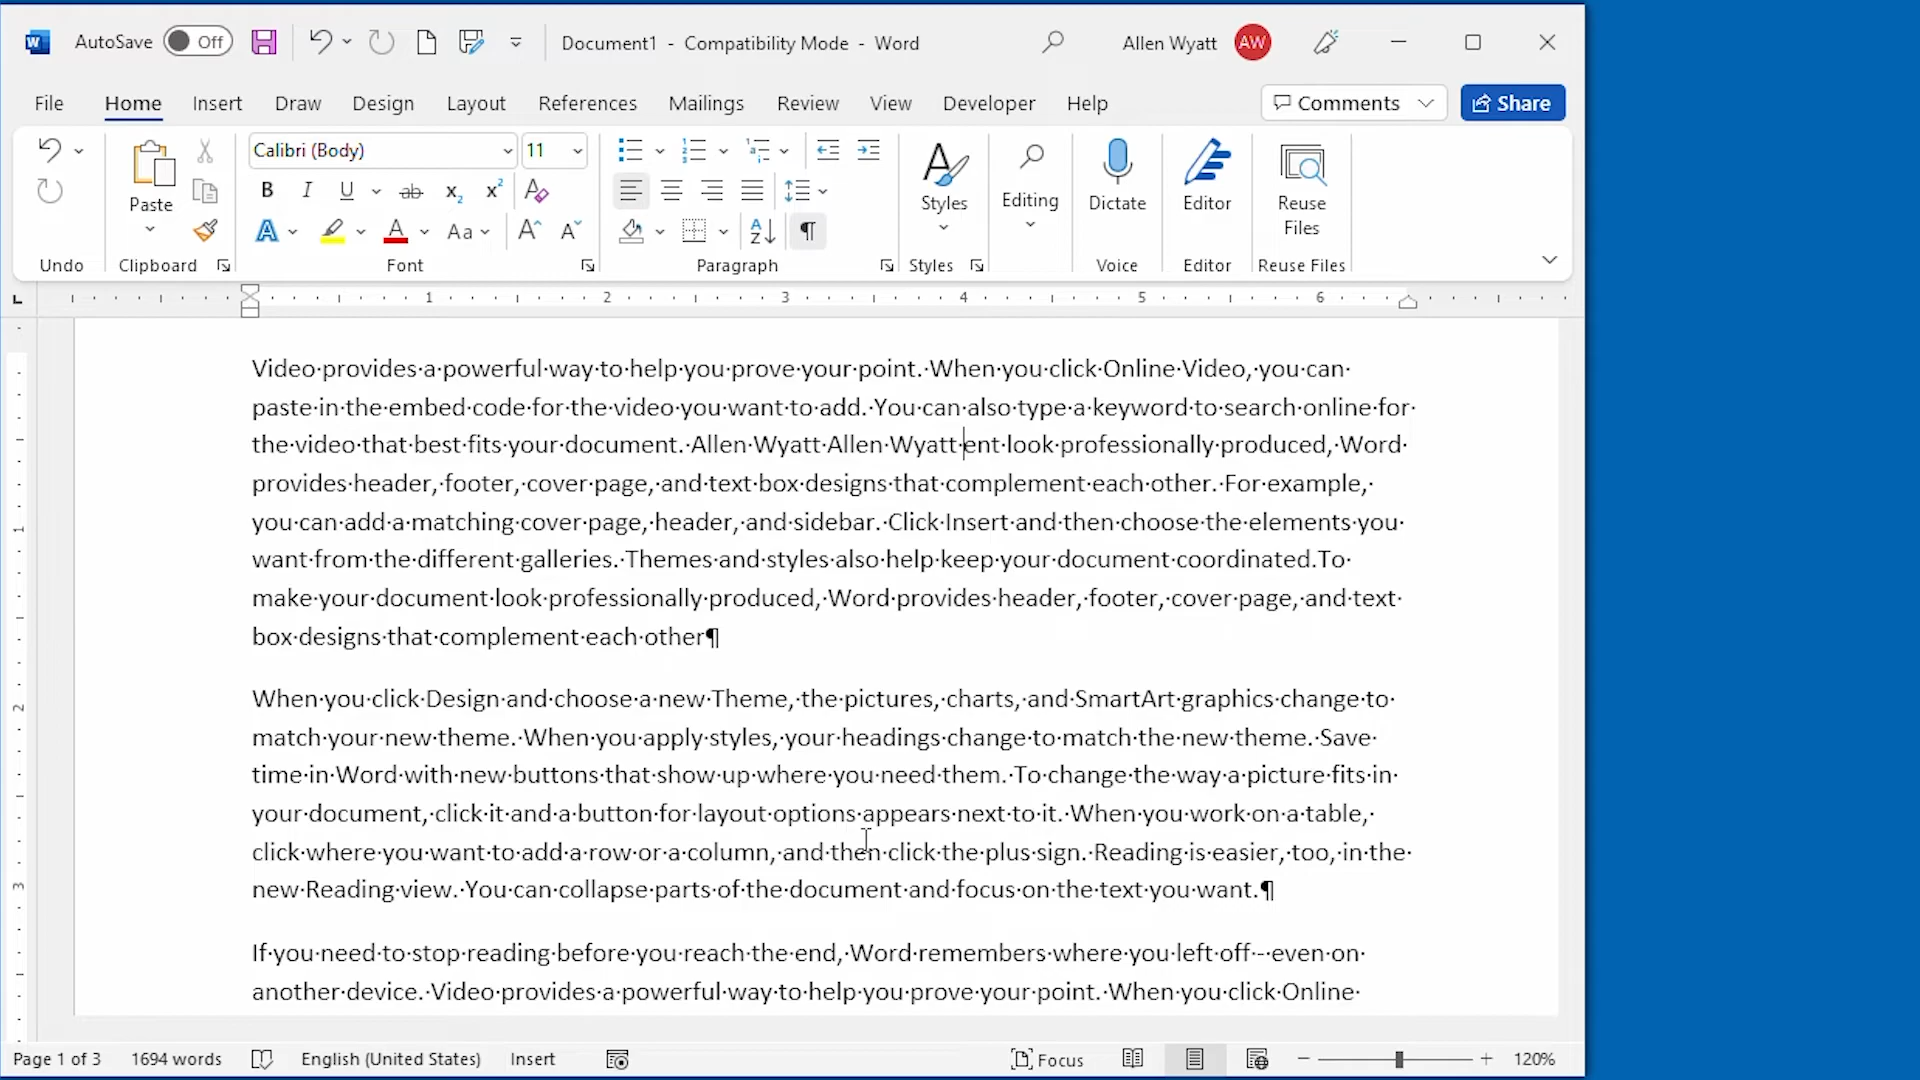 AutoSave Off Document1 - Compatibility Mode - Word Allen Wyatt AW
File Home Insert Draw Design Layout References Mailings Review View Developer Help Comments Share
Calibri (Body) 11
B I U ab x₂ x² A
A A Aa A A A Z ¶
Paste Styles Editing Dictate Editor Reuse Files
Undo Clipboard Font Paragraph Styles Voice Editor Reuse Files
1 2 3 4 5 6
Video·provides·a·powerful·way·to·help·you·prove·your·point.·When·you·click·Online·Video,·you·can·
paste·in·the·embed·code·for·the·video·you·want·to·add.·You·can·also·type·a·keyword·to·search·online·for·
the·video·that·best·fits·your·document.·Allen·Wyatt·Allen·Wyatt·ent·look·professionally·produced,·Word·
provides·header,·footer,·cover·page,·and·text·box·designs·that·complement·each·other.·For·example,·
you·can·add·a·matching·cover·page,·header,·and·sidebar.·Click·Insert·and·then·choose·the·elements·you·
want·from·the·different·galleries.·Themes·and·styles·also·help·keep·your·document·coordinated.To·
make·your·document·look·professionally·produced,·Word·provides·header,·footer,·cover·page,·and·text·
box·designs·that·complement·each·other¶
When·you·click·Design·and·choose·a·new·Theme,·the·pictures,·charts,·and·SmartArt·graphics·change·to·
match·your·new·theme.·When·you·apply·styles,·your·headings·change·to·match·the·new·theme.·Save·
time·in·Word·with·new·buttons·that·show·up·where·you·need·them.·To·change·the·way·a·picture·fits·in·
your·document,·click·it·and·a·button·for·layout·options·appears·next·to·it.·When·you·work·on·a·table,·
click·where·you·want·to·add·a·row·or·a·column,·and·then·click·the·plus·sign.·Reading·is·easier,·too,·in·the·
new·Reading·view.·You·can·collapse·parts·of·the·document·and·focus·on·the·text·you·want.¶
If·you·need·to·stop·reading·before·you·reach·the·end,·Word·remembers·where·you·left·off·-·even·on·
another·device.·Video·provides·a·powerful·way·to·help·you·prove·your·point.·When·you·click·Online·
1
2
3
Page 1 of 3 1694 words English (United States) Insert Focus 120%